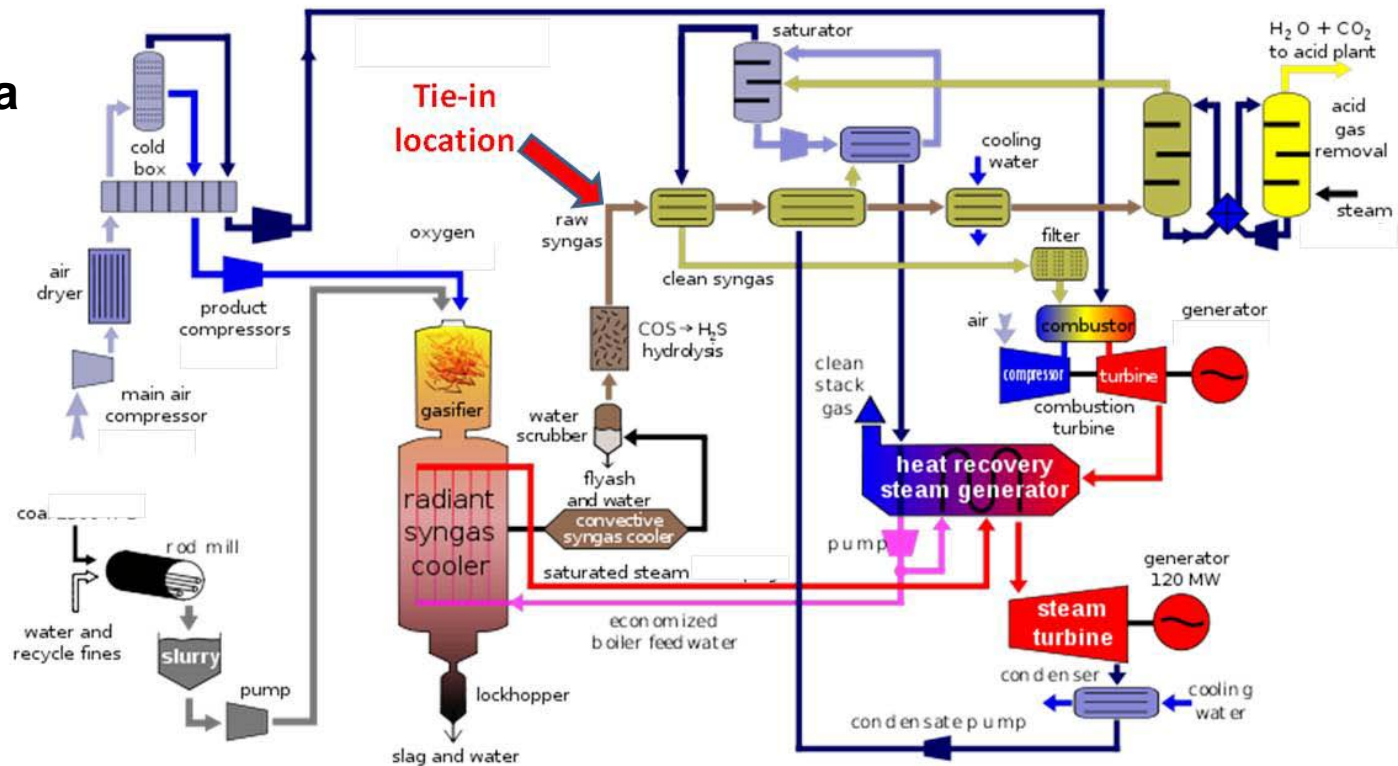 a
saturator
H₂O + CO₂
to acid plant
Tie-in
location
cold
box
cooling
water
acid
gas
removal
steam
raw
syngas
oxygen
filter
air
dryer
clean syngas
product
compressors
COS → H₂S
hydrolysis
air
combustor
generator
compressor
turbine
combustion
turbine
main air
compressor
gasifier
clean
stack
gas
water
scrubber
flyash
and water
heat recovery
steam generator
radiant
syngas
cooler
convective
syngas cooler
rod mill
pump
saturated steam
generator
120 MW
water and
recycle fines
economized
boiler feed water
steam
turbine
slurry
pump
lockhopper
condenser
cooling
water
condensate pump
slag and water